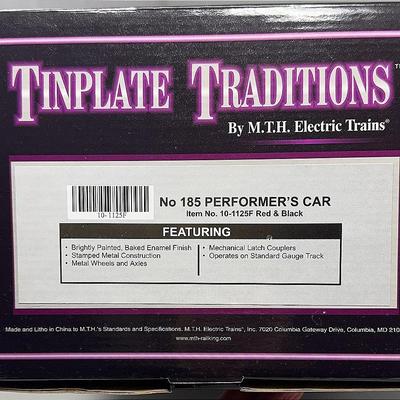 TINPLATE TRADITIONS™
By M.T.H. Electric Trains®
10-1125F
No 185 PERFORMER'S CAR
Item No. 10-1125F Red & Black
FEATURING
• Brightly Painted, Baked Enamel Finish
• Stamped Metal Construction
• Metal Wheels and Axles
• Mechanical Latch Couplers
• Operates on Standard Gauge Track
Made and Litho in China to M.T.H.'s Standards and Specifications. M.T.H. Electric Trains®, Inc. 7020 Columbia Gateway Drive, Columbia, MD 210
www.mth-railking.com